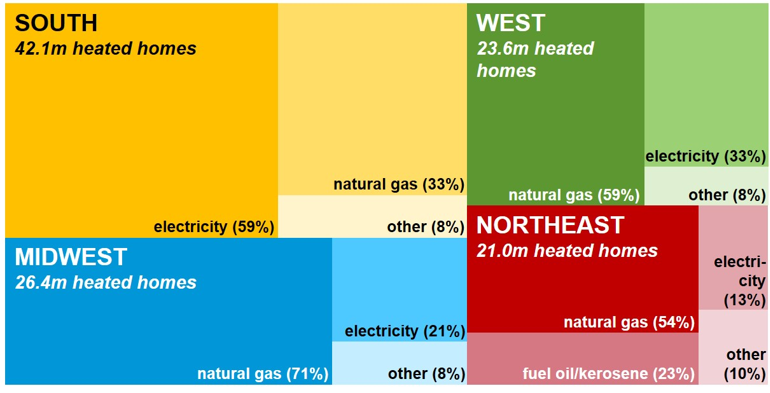 SOUTH
42.1m heated homes
natural gas (33%)
electricity (59%)
other (8%)
WEST
23.6m heated
homes
electricity (33%)
natural gas (59%)
other (8%)
MIDWEST
26.4m heated homes
electricity (21%)
natural gas (71%)
other (8%)
NORTHEAST
21.0m heated homes
electri-
city
(13%)
natural gas (54%)
other
(10%)
fuel oil/kerosene (23%)